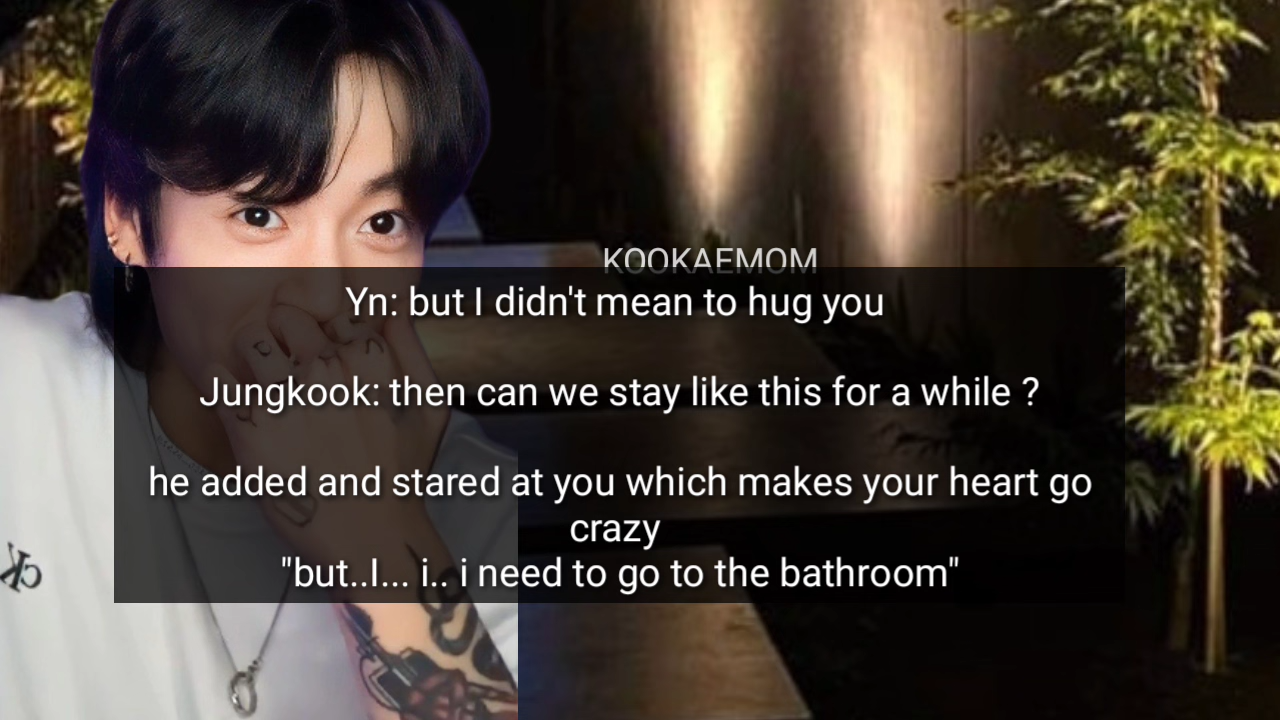 KOOKAEMOM
Yn: but I didn't mean to hug you
Jungkook: then can we stay like this for a while ?
he added and stared at you which makes your heart go
crazy
"but..I... i.. i need to go to the bathroom"